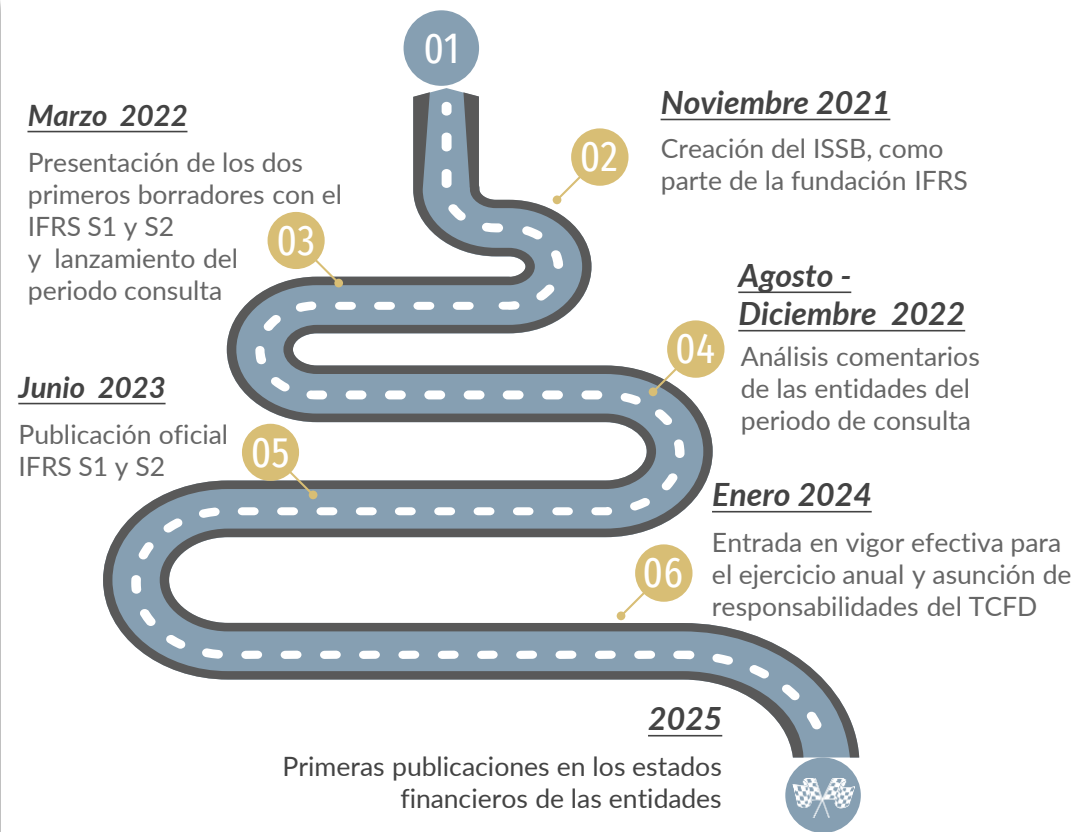 01
Noviembre 2021
02
Creación del ISSB, como
parte de la fundación IFRS
Marzo 2022
Presentación de los dos
primeros borradores con el
IFRS S1 y S2
y lanzamiento del
periodo consulta
03
Agosto -
Diciembre 2022
04
Análisis comentarios
de las entidades del
periodo de consulta
Junio 2023
Publicación oficial
IFRS S1 y S2
05
Enero 2024
06
Entrada en vigor efectiva para
el ejercicio anual y asunción de
responsabilidades del TCFD
2025
Primeras publicaciones en los estados
financieros de las entidades